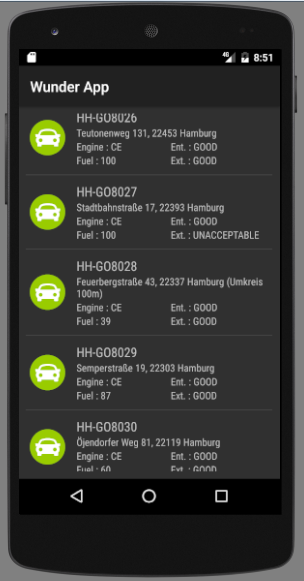 4G 8:51
Wunder App
HH-GO8026
Teutonenweg 131, 22453 Hamburg
Engine : CE Ent. : GOOD
Fuel : 100 Ext. : GOOD
HH-GO8027
Stadtbahnstraße 17, 22393 Hamburg
Engine : CE Ent. : GOOD
Fuel : 100 Ext. : UNACCEPTABLE
HH-GO8028
Feuerbergstraße 43, 22337 Hamburg (Umkreis
100m)
Engine : CE Ent. : GOOD
Fuel : 39 Ext. : GOOD
HH-GO8029
Semperstraße 19, 22303 Hamburg
Engine : CE Ent. : GOOD
Fuel : 87 Ext. : GOOD
HH-GO8030
Öjendorfer Weg 81, 22119 Hamburg
Engine : CE Ent. : GOOD
Fuel : 60 Ext. : GOOD